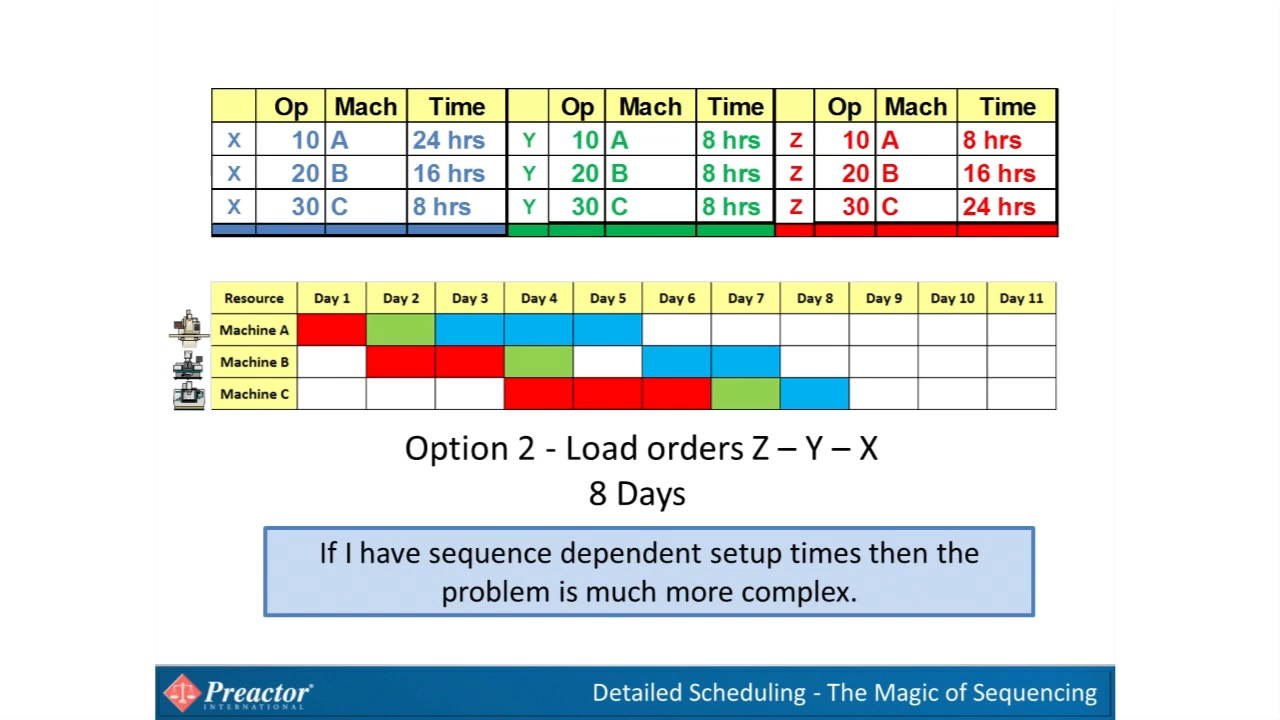 Op Mach Time Op Mach Time Op Mach Time
X 10 A 24 hrs Y 10 A 8 hrs Z 10 A 8 hrs
X 20 B 16 hrs Y 20 B 8 hrs Z 20 B 16 hrs
X 30 C 8 hrs Y 30 C 8 hrs Z 30 C 24 hrs
Resource Day 1 Day 2 Day 3 Day 4 Day 5 Day 6 Day 7 Day 8 Day 9 Day 10 Day 11
Machine A
Machine B
Machine C
Option 2 - Load orders Z – Y – X
8 Days
If I have sequence dependent setup times then the
problem is much more complex.
Preactor®
INTERNATIONAL
Detailed Scheduling - The Magic of Sequencing